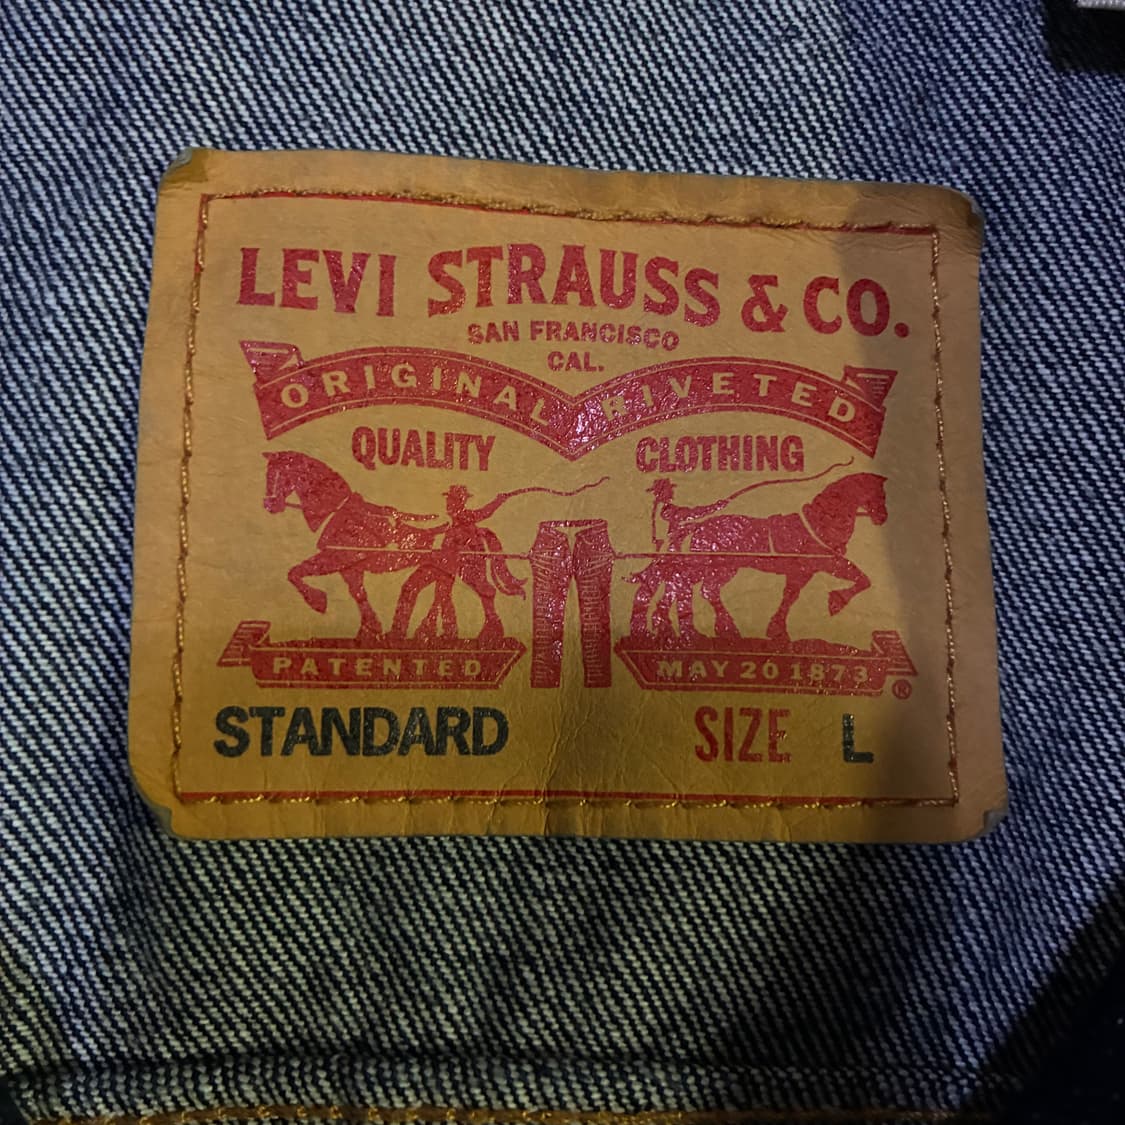 LEVI STRAUSS & CO.
SAN FRANCISCO
CAL.
ORIGINAL RIVETED
QUALITY CLOTHING
PATENTED MAY 20 1873
®
STANDARD SIZE L